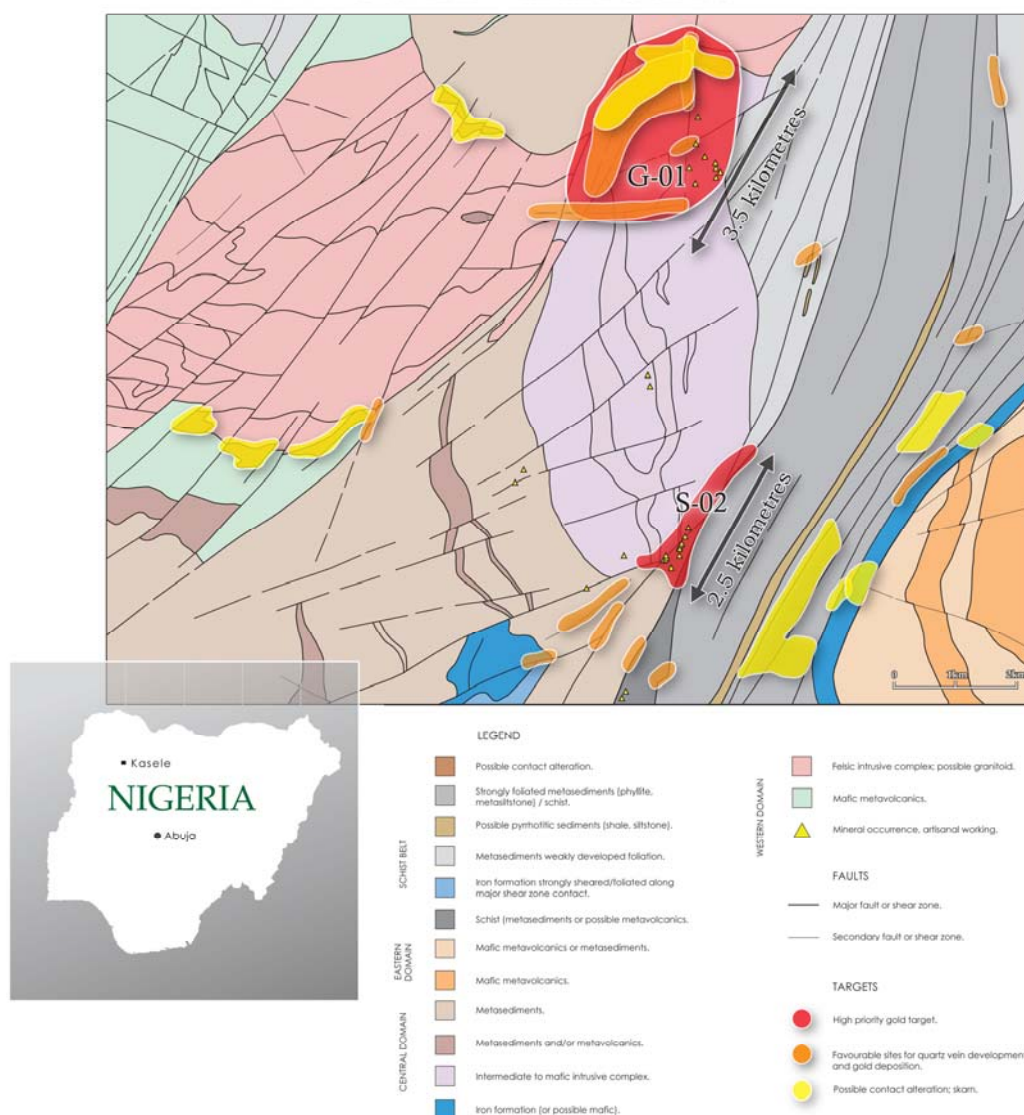 G-01
3.5 kilometres
S-02
2.5 kilometres
0 1km 2km
Kasele
NIGERIA
Abuja
LEGEND
SCHIST BELT
Possible contact alteration.
Strongly foliated metasediments (phyllite,
metasiltstone) / schist.
Possible pyrrhotitic sediments (shale, siltstone).
Metasediments weakly developed foliation.
Iron formation strongly sheared/foliated along
major shear zone contact.
Schist (metasediments or possible metavolcanics.
EASTERN
DOMAIN
Mafic metavolcanics or metasediments.
Mafic metavolcanics.
CENTRAL DOMAIN
Metasediments.
Metasediments and/or metavolcanics.
Intermediate to mafic intrusive complex.
Iron formation (or possible mafic).
WESTERN DOMAIN
Felsic intrusive complex; possible granitoid.
Mafic metavolcanics.
Mineral occurrence, artisanal working.
FAULTS
Major fault or shear zone.
Secondary fault or shear zone.
TARGETS
High priority gold target.
Favourable sites for quartz vein development
and gold deposition.
Possible contact alteration; skarn.